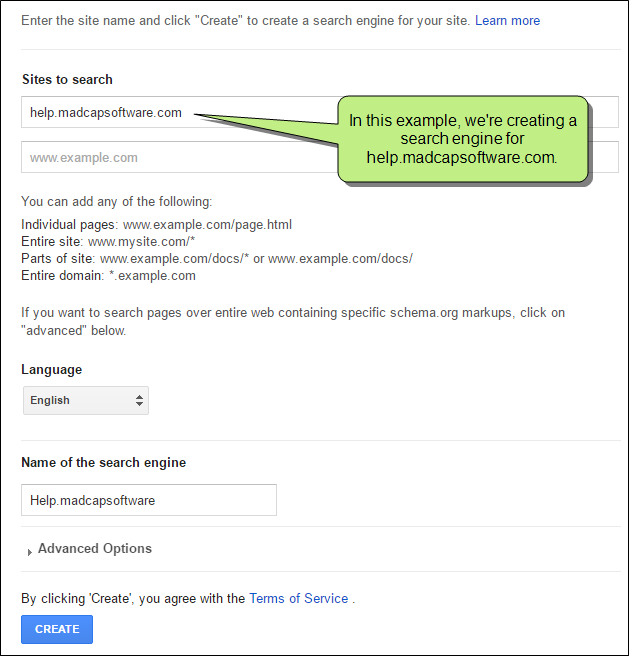 Enter the site name and click "Create" to create a search engine for your site. Learn more
Sites to search
help.madcapsoftware.com
In this example, we're creating a
search engine for
help.madcapsoftware.com.
www.example.com
You can add any of the following:
Individual pages: www.example.com/page.html
Entire site: www.mysite.com/*
Parts of site: www.example.com/docs/* or www.example.com/docs/
Entire domain: *.example.com
If you want to search pages over entire web containing specific schema.org markups, click on
"advanced" below.
Language
English
Name of the search engine
Help.madcapsoftware
Advanced Options
By clicking 'Create', you agree with the Terms of Service .
CREATE